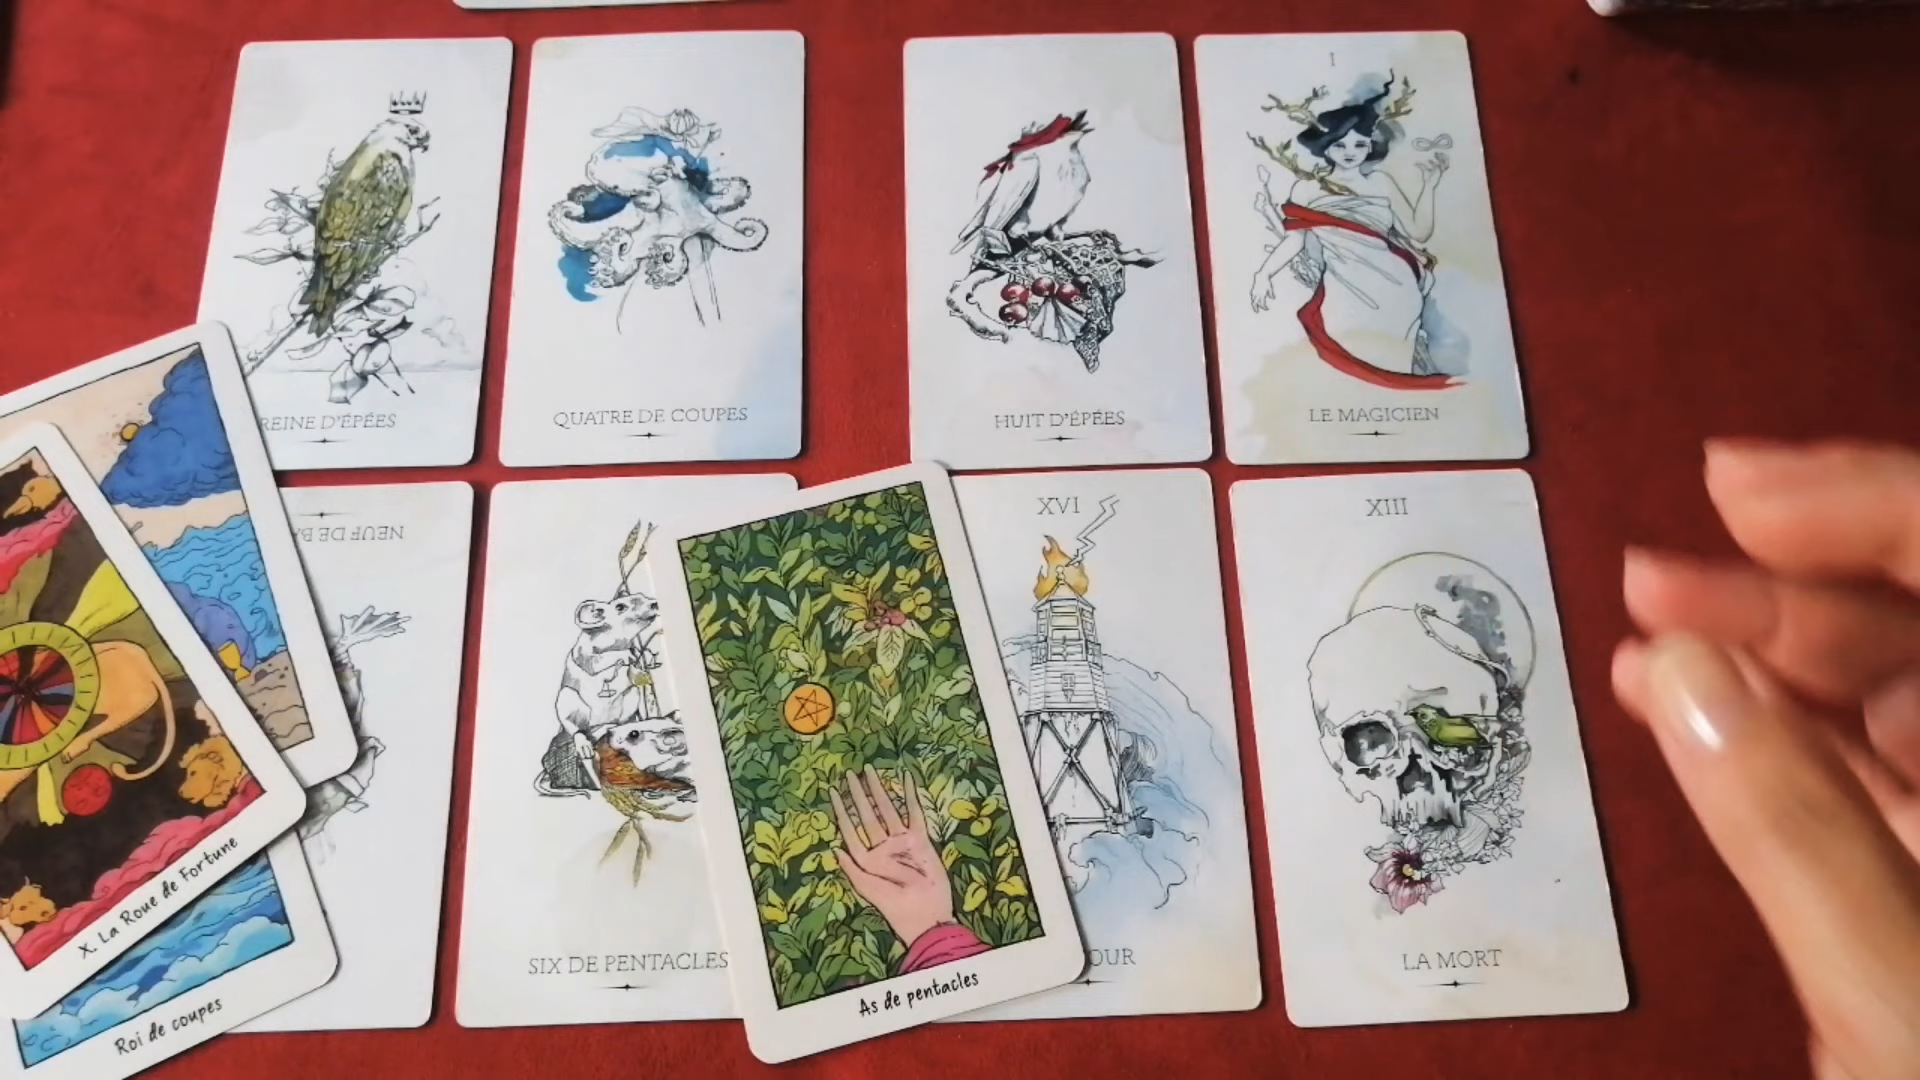 REINE D'ÉPÉES
QUATRE DE COUPES
HUIT D'ÉPÉES
I
LE MAGICIEN
NEUF DE
SIX DE PENTACLES
As de pentacles
XVI
OUR
XIII
LA MORT
X. La Roue de Fortune
Roi de coupes